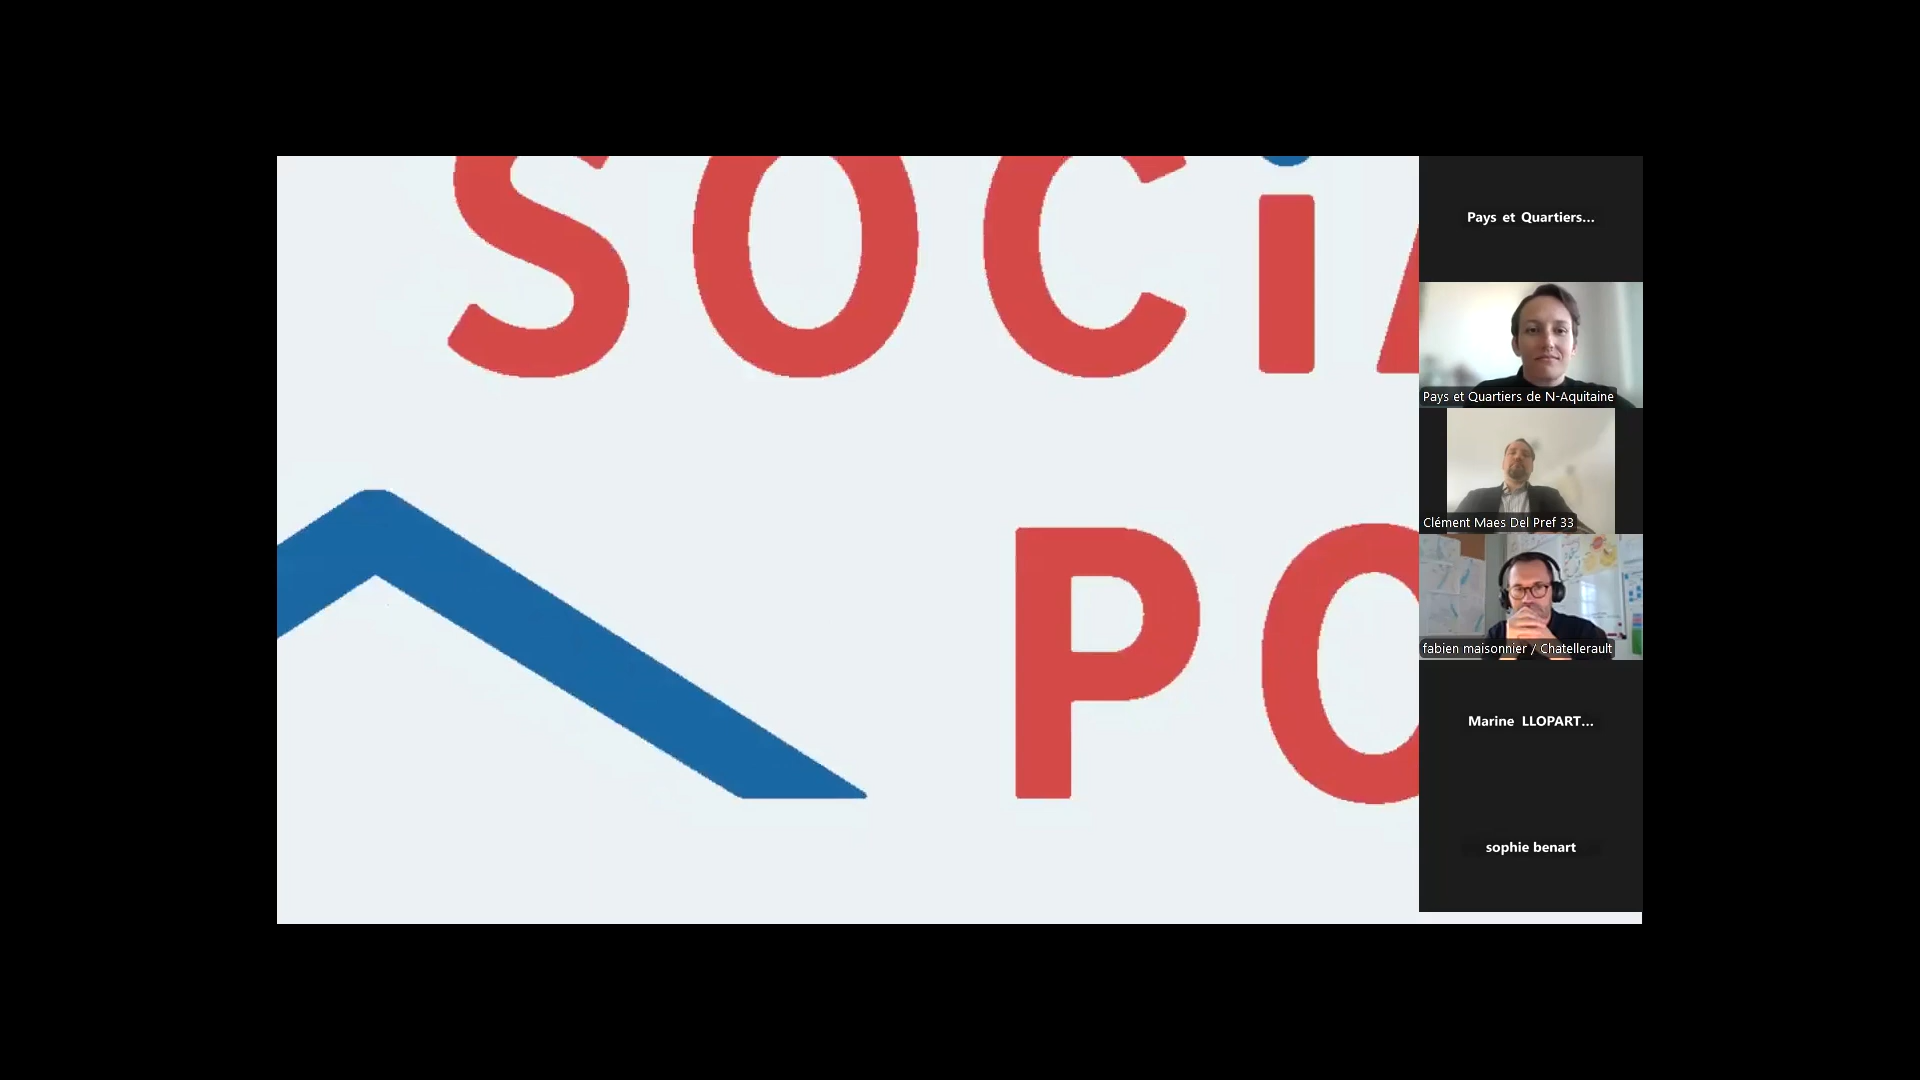 SOCiA
PO
Pays et Quartiers...
Pays et Quartiers de N-Aquitaine
Clément Maes Del Pref 33
fabien maisonnier / Chatellerault
Marine LLOPART...
sophie benart